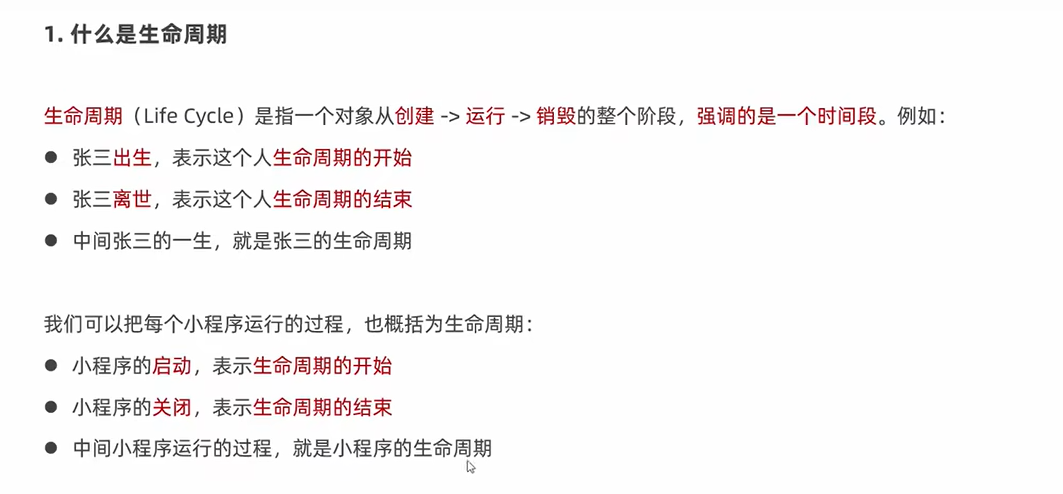 1. 什么是生命周期
生命周期（Life Cycle）是指一个对象从创建 -> 运行 -> 销毁的整个阶段，强调的是一个时间段。例如：
● 张三出生，表示这个人生命周期的开始
● 张三离世，表示这个人生命周期的结束
● 中间张三的一生，就是张三的生命周期
我们可以把每个小程序运行的过程，也概括为生命周期：
● 小程序的启动，表示生命周期的开始
● 小程序的关闭，表示生命周期的结束
● 中间小程序运行的过程，就是小程序的生命周期